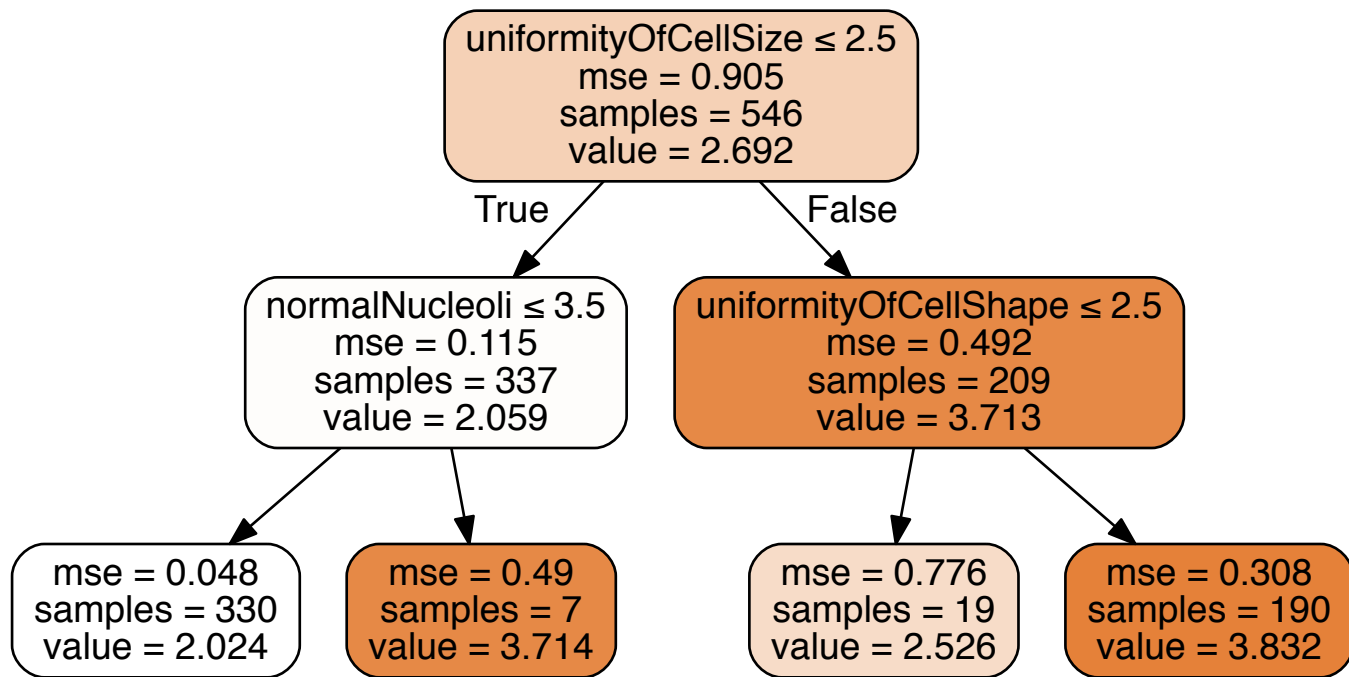 uniformityOfCellSize ≤ 2.5
mse = 0.905
samples = 546
value = 2.692
True
False
normalNucleoli ≤ 3.5
mse = 0.115
samples = 337
value = 2.059
uniformityOfCellShape ≤ 2.5
mse = 0.492
samples = 209
value = 3.713
mse = 0.048
samples = 330
value = 2.024
mse = 0.49
samples = 7
value = 3.714
mse = 0.776
samples = 19
value = 2.526
mse = 0.308
samples = 190
value = 3.832